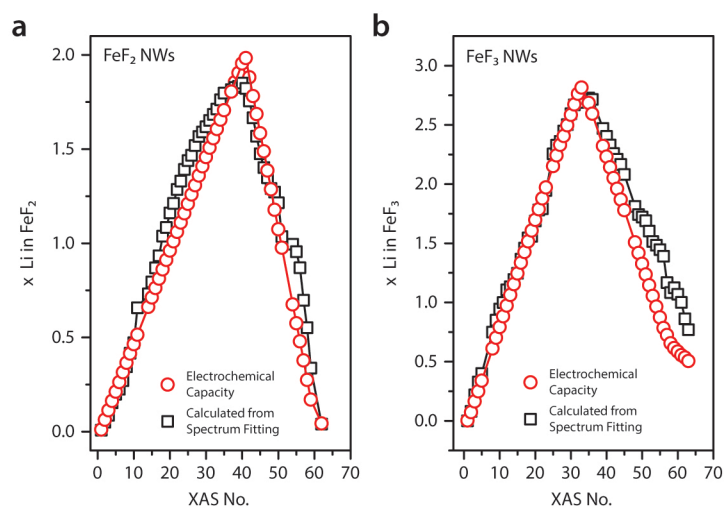 a
FeF₂ NWs
2.0
1.5
1.0
0.5
0.0
x Li in FeF₂
Electrochemical
Capacity
Calculated from
Spectrum Fitting
0 10 20 30 40 50 60 70
XAS No.
b
FeF₃ NWs
3.0
2.5
2.0
1.5
1.0
0.5
0.0
x Li in FeF₃
Electrochemical
Capacity
Calculated from
Spectrum Fitting
0 10 20 30 40 50 60 70
XAS No.